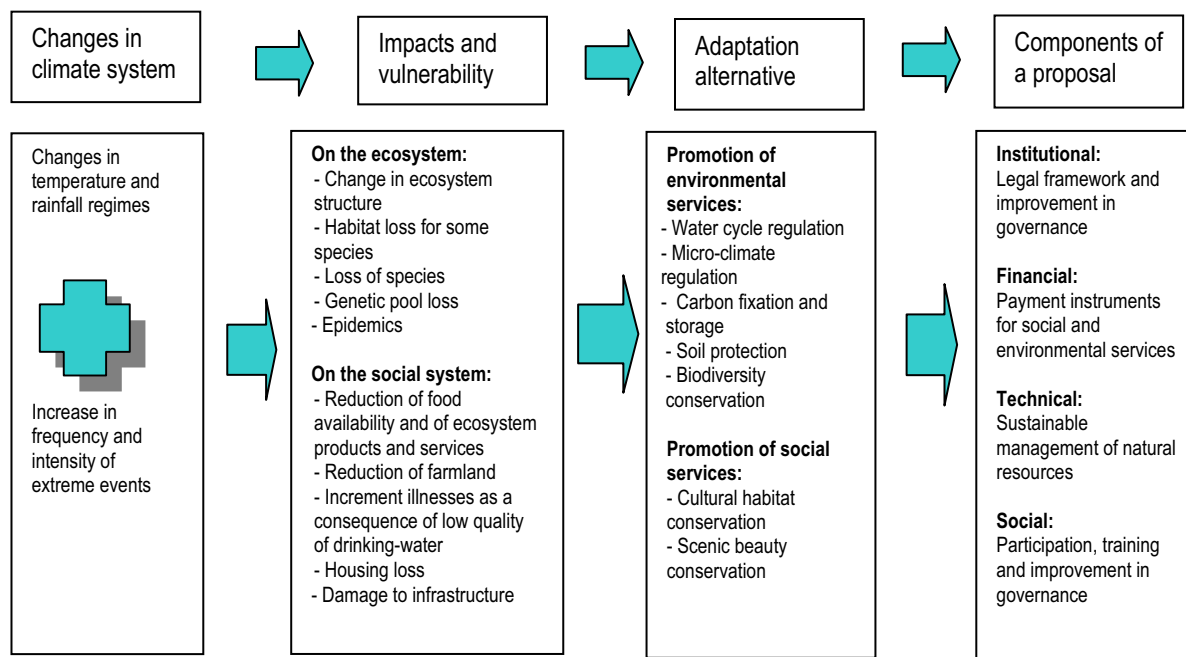 Changes in
climate system
Impacts and
vulnerability
Adaptation
alternative
Components of
a proposal
Changes in
temperature and
rainfall regimes
Increase in
frequency and
intensity of
extreme events
On the ecosystem:
- Change in ecosystem
structure
- Habitat loss for some
species
- Loss of species
- Genetic pool loss
- Epidemics
On the social system:
- Reduction of food
availability and of ecosystem
products and services
- Reduction of farmland
- Increment illnesses as a
consequence of low quality
of drinking-water
- Housing loss
- Damage to infrastructure
Promotion of
environmental
services:
- Water cycle regulation
- Micro-climate
regulation
- Carbon fixation and
storage
- Soil protection
- Biodiversity
conservation
Promotion of social
services:
- Cultural habitat
conservation
- Scenic beauty
conservation
Institutional:
Legal framework and
improvement in
governance
Financial:
Payment instruments
for social and
environmental services
Technical:
Sustainable
management of natural
resources
Social:
Participation, training
and improvement in
governance